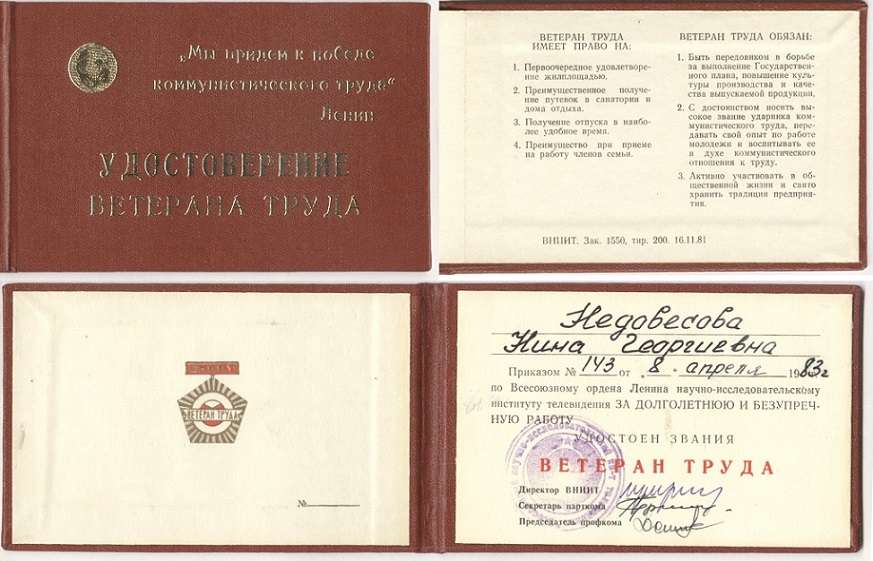 „Мы придем к победе
коммунистического труда“
Ленин
УДОСТОВЕРЕНИЕ
ВЕТЕРАНА ТРУДА
ВЕТЕРАН ТРУДА
ИМЕЕТ ПРАВО НА:
1. Первоочередное удовлетворе-
ние жилплощадью.
2. Преимущественное получе-
ние путевок в санатории и
дома отдыха.
3. Получение отпуска в наибо-
лее удобное время.
4. Преимущество при приеме
на работу членов семьи.
ВЕТЕРАН ТРУДА ОБЯЗАН:
1. Быть передовиком в борьбе
за выполнение Государствен-
ного плана, повышение куль-
туры производства и каче-
ства выпускаемой продукции.
2. С достоинством носить вы-
сокое звание ударника ком-
мунистического труда, пере-
давать свой опыт по работе
молодежи и воспитывать ее
в духе коммунистического
отношения к труду.
3. Активно участвовать в об-
щественной жизни и свято
хранить традиции предприя-
тия.
ВНИИТ. Зак. 1550, тир. 200. 16.11.81
ВНИИТ
ВЕТЕРАН ТРУДА
№
Недовесова
Нина Георгиевна
Приказом № 143 от „8„ апреля 1983г
по Всесоюзному ордена Ленина научно-исследовательскому
институту телевидения ЗА ДОЛГОЛЕТНЮЮ И БЕЗУПРЕЧ-
НУЮ РАБОТУ
УДОСТОЕН ЗВАНИЯ
ВЕТЕРАН ТРУДА
Директор ВНИИТ
Секретарь парткома
Председатель профкома